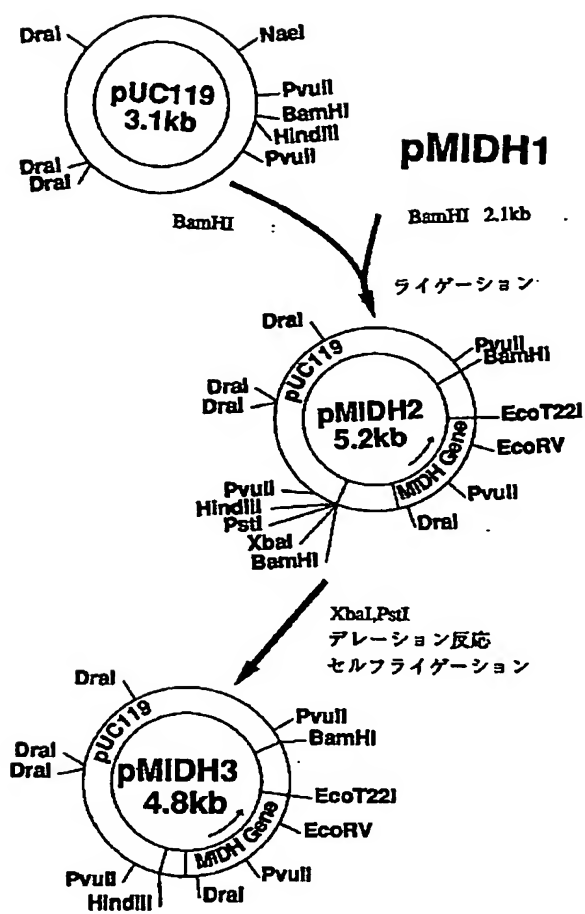 DraI
NaeI
pUC119
3.1kb
PvuII
BamHI
HindIII
PvuII
DraI
DraI
pMIDH1
BamHI
BamHI 2.1kb
ライゲーション
DraI
PvuII
BamHI
pUC119
DraI
DraI
pMIDH2
5.2kb
EcoT22I
EcoRV
MIDH Gene
PvuII
DraI
PvuII
HindIII
PstI
XbaI
BamHI
XbaI,PstI
デレーション反応
セルフライゲーション
DraI
PvuII
BamHI
pUC119
DraI
DraI
pMIDH3
4.8kb
EcoT22I
EcoRV
MIDH Gene
PvuII
DraI
PvuII
HindIII